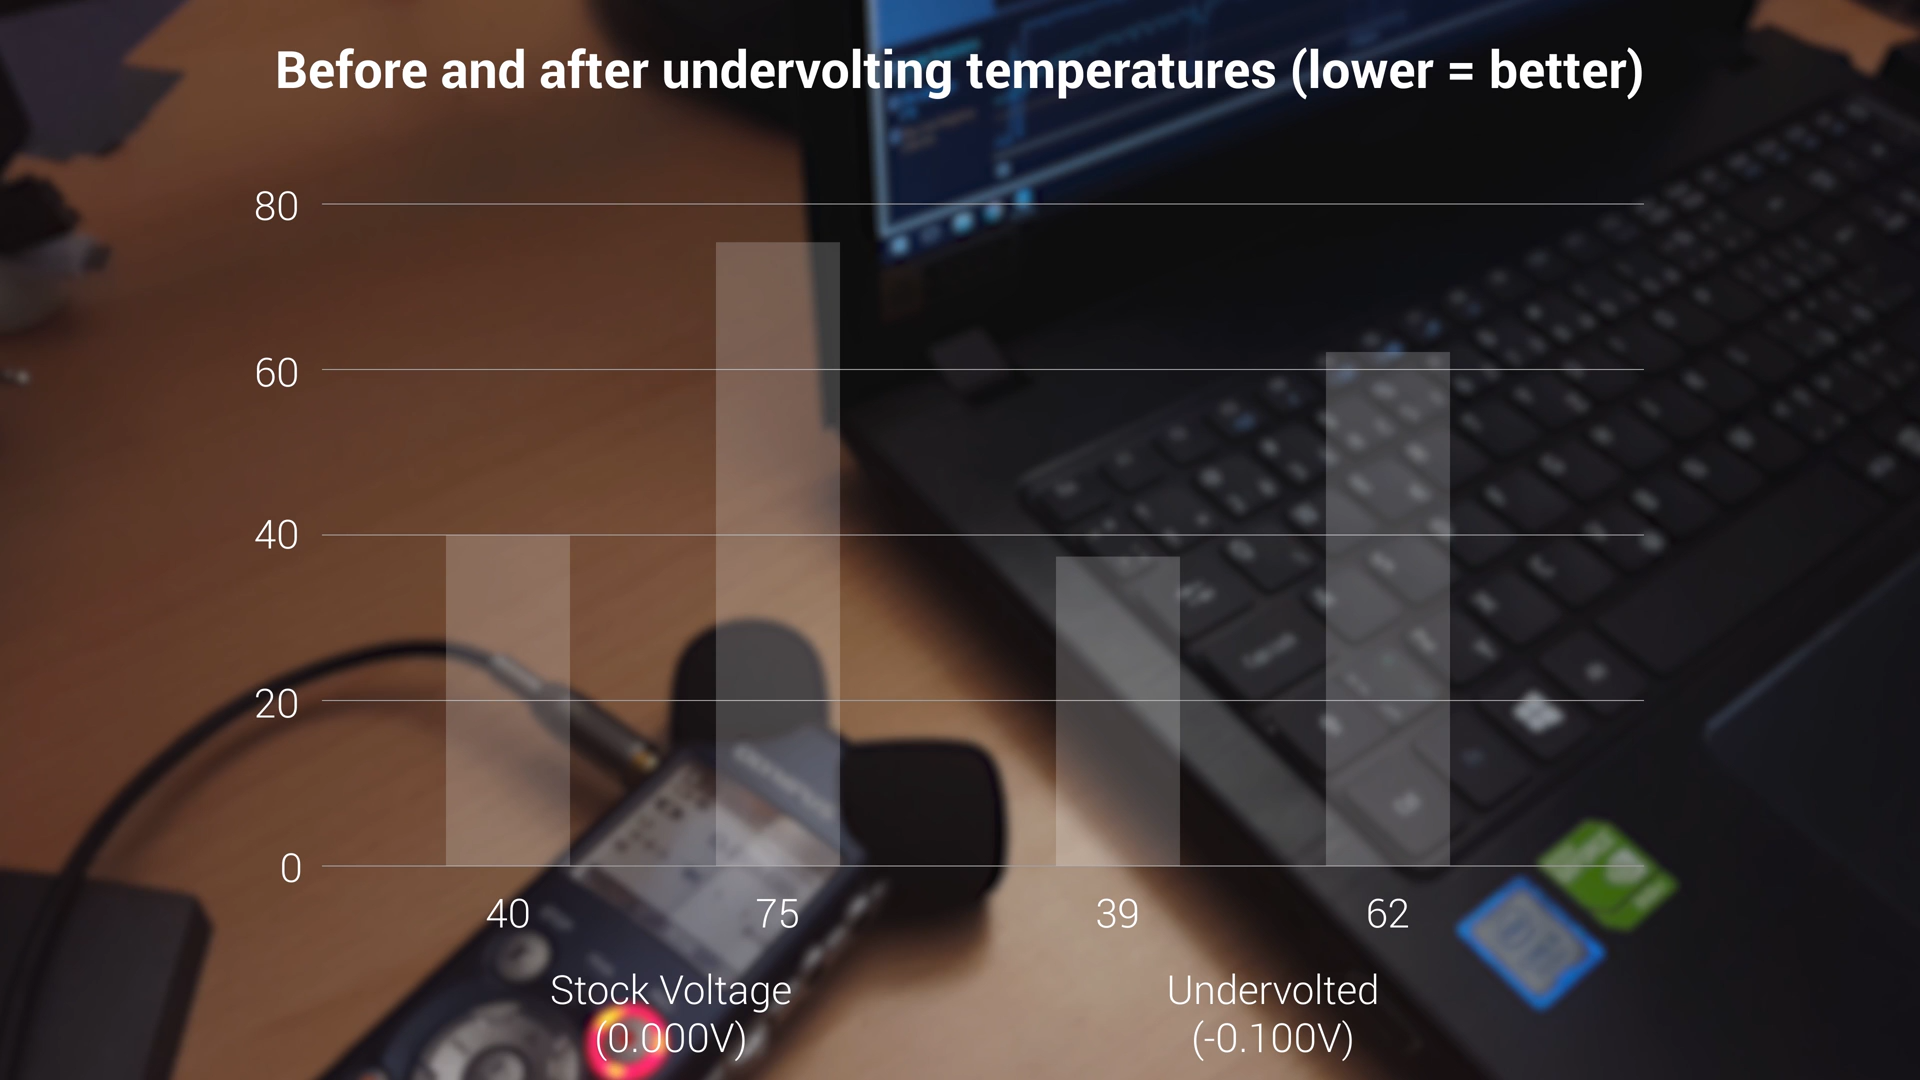 Before and after undervolting temperatures (lower = better)
80
60
40
20
0
40 75 39 62
Stock Voltage Undervolted
(0.000V) (-0.100V)